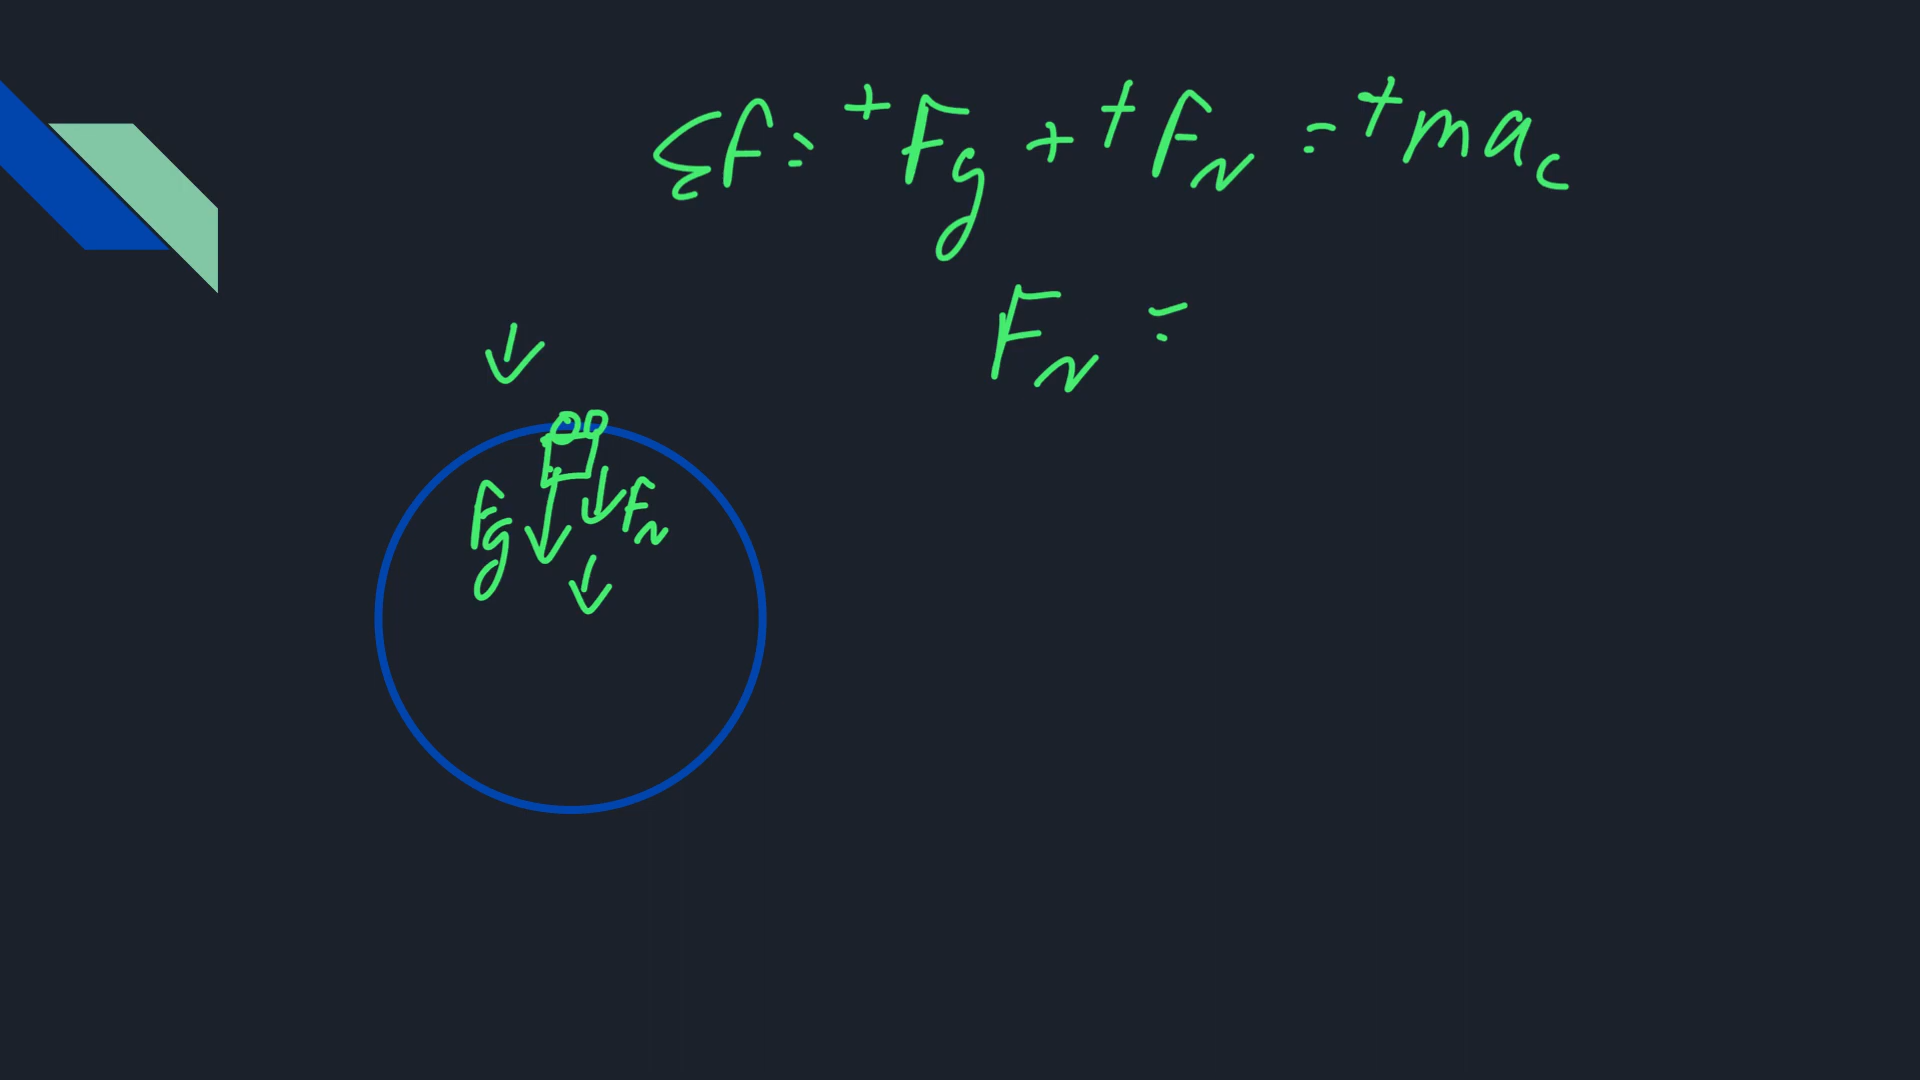 ΣF = +Fg + +FN = +mac
FN =
Fg
FN